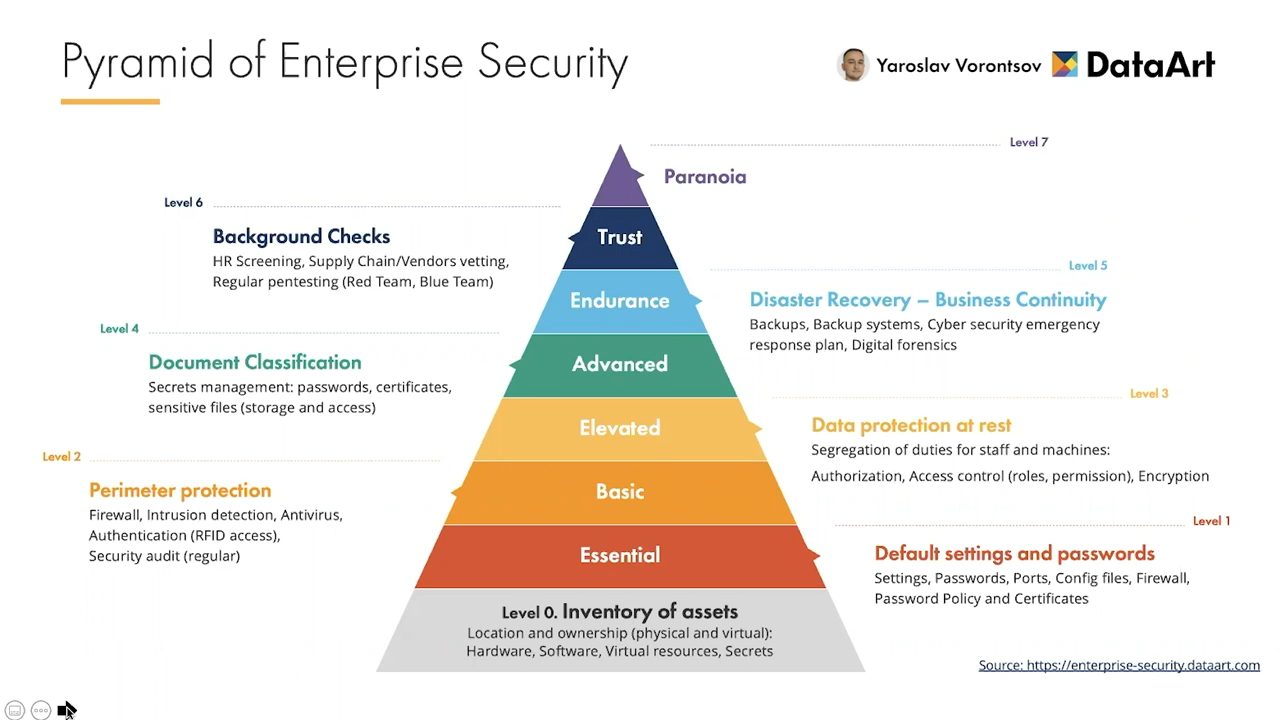 Pyramid of Enterprise Security
Yaroslav Vorontsov
DataArt
Level 7
Paranoia
Level 6
Background Checks
HR Screening, Supply Chain/Vendors vetting,
Regular pentesting (Red Team, Blue Team)
Trust
Level 5
Endurance
Disaster Recovery – Business Continuity
Backups, Backup systems, Cyber security emergency
response plan, Digital forensics
Level 4
Document Classification
Secrets management: passwords, certificates,
sensitive files (storage and access)
Advanced
Level 3
Elevated
Data protection at rest
Segregation of duties for staff and machines:
Authorization, Access control (roles, permission), Encryption
Level 2
Perimeter protection
Firewall, Intrusion detection, Antivirus,
Authentication (RFID access),
Security audit (regular)
Basic
Level 1
Essential
Default settings and passwords
Settings, Passwords, Ports, Config files, Firewall,
Password Policy and Certificates
Level 0. Inventory of assets
Location and ownership (physical and virtual):
Hardware, Software, Virtual resources, Secrets
Source: https://enterprise-security.dataart.com